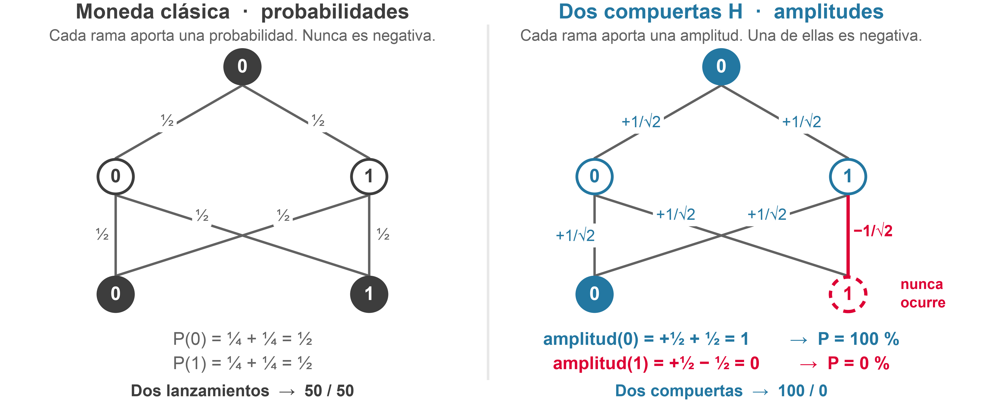 Moneda clásica · probabilidades
Cada rama aporta una probabilidad. Nunca es negativa.
0
½ ½
0 1
½ ½
½ ½
0 1
P(0) = ¼ + ¼ = ½
P(1) = ¼ + ¼ = ½
Dos lanzamientos → 50 / 50
Dos compuertas H · amplitudes
Cada rama aporta una amplitud. Una de ellas es negativa.
0
+1/√2 +1/√2
0 1
+1/√2 +1/√2
+1/√2 −1/√2
0 1
nunca
ocurre
amplitud(0) = +½ + ½ = 1 → P = 100 %
amplitud(1) = +½ − ½ = 0 → P = 0 %
Dos compuertas → 100 / 0